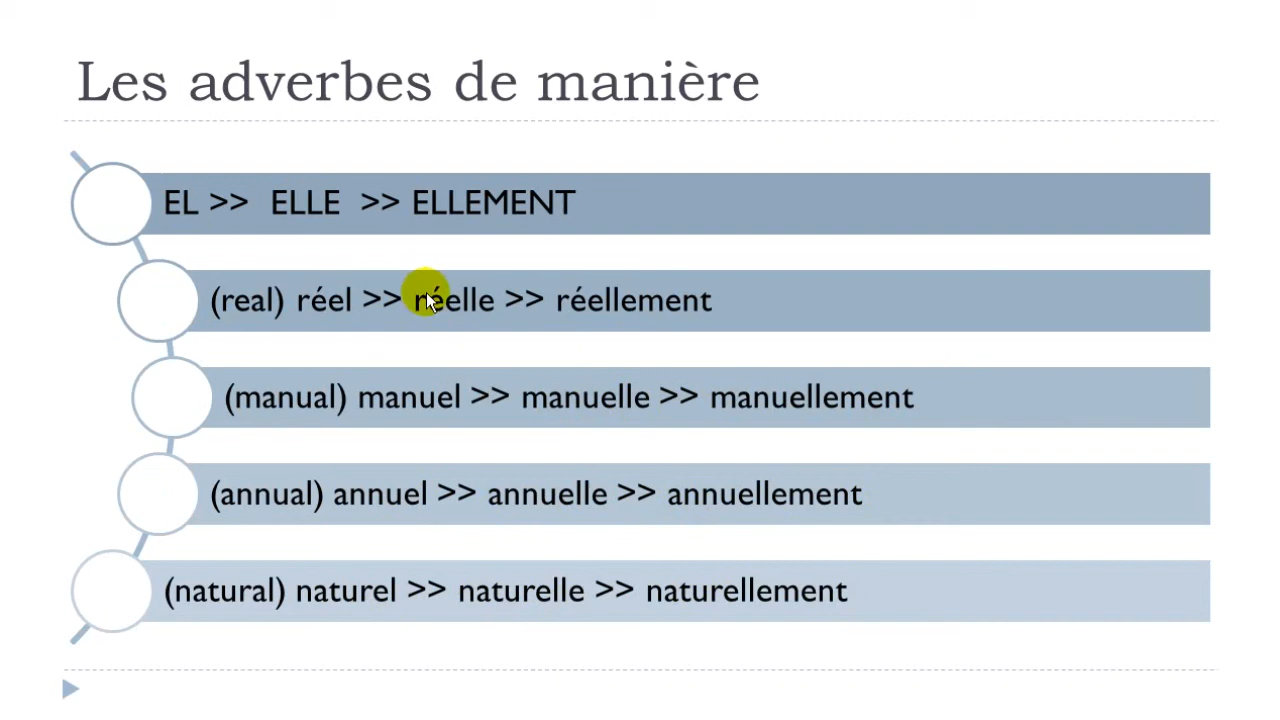 Les adverbes de manière
EL >> ELLE >> ELLEMENT
(real) réel >> réelle >> réellement
(manual) manuel >> manuelle >> manuellement
(annual) annuel >> annuelle >> annuellement
(natural) naturel >> naturelle >> naturellement